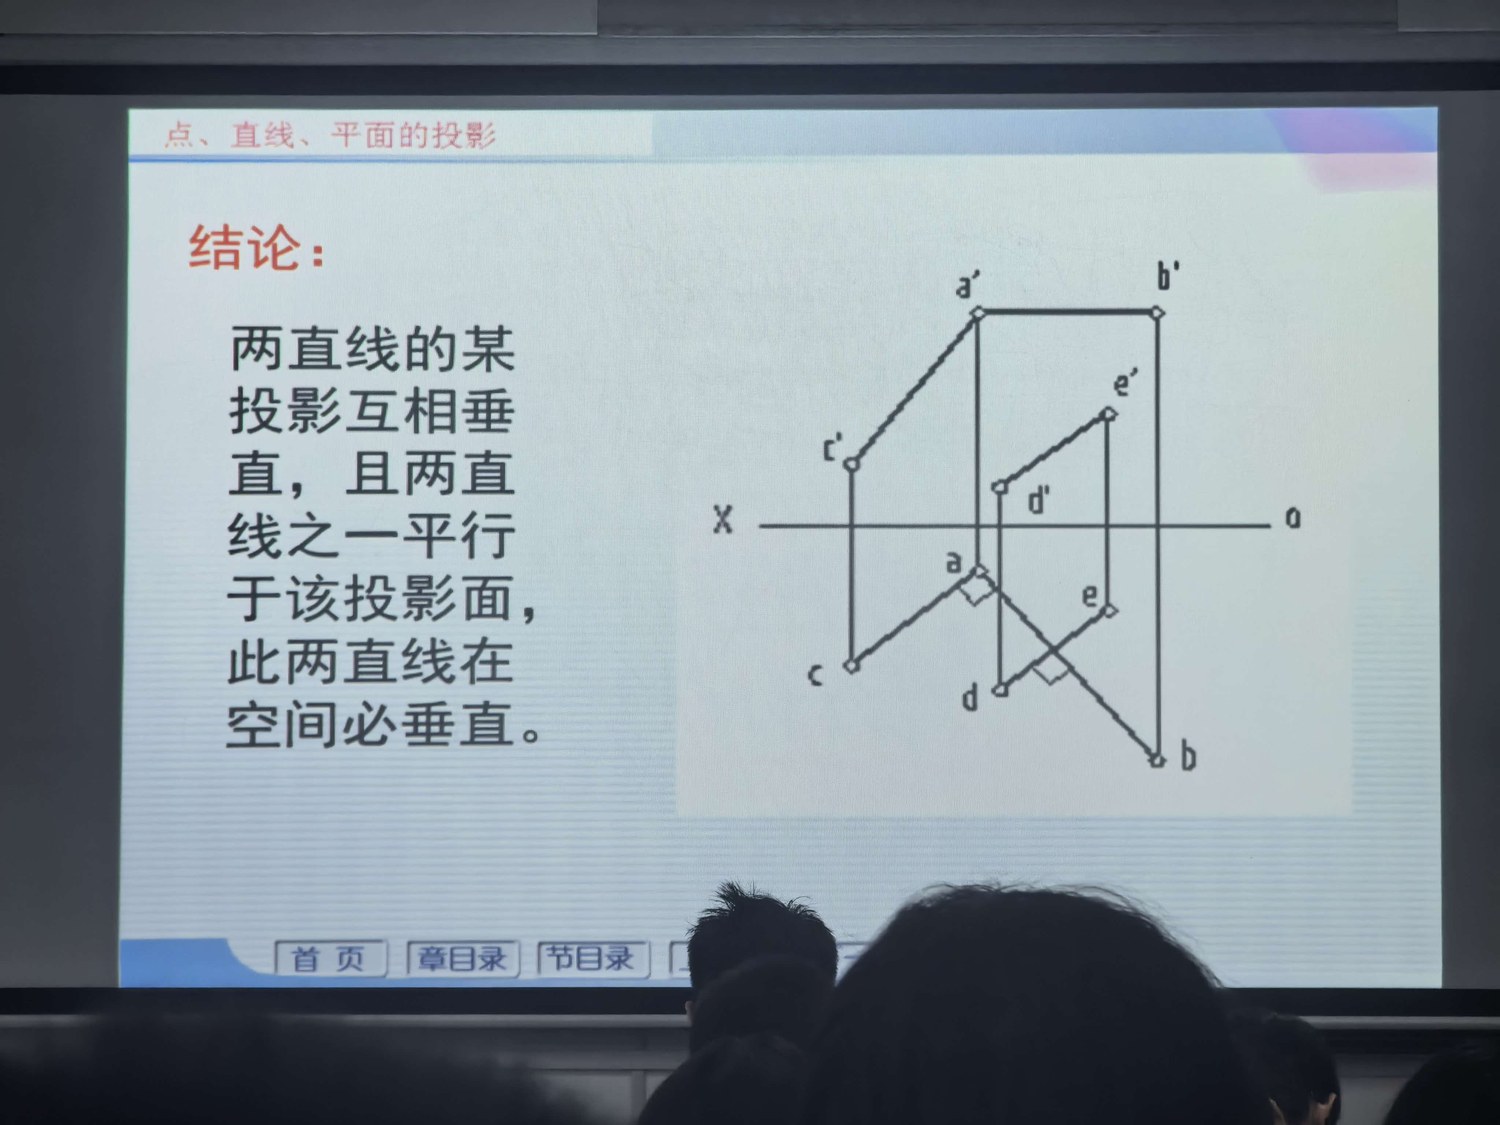 点、直线、平面的投影
结论：
两直线的某
投影互相垂
直，且两直
线之一平行
于该投影面，
此两直线在
空间必垂直。
a′
b'
e′
c'
d'
X
o
a
e
c
d
b
首 页
章目录
节目录